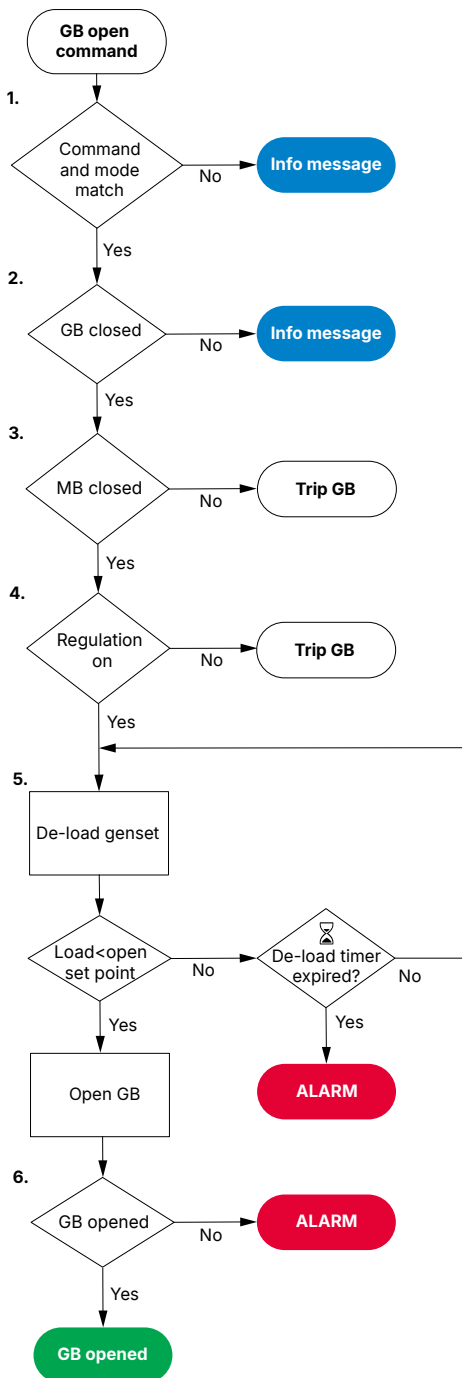 GB open
command
1.
Command
and mode
match
No
Info message
Yes
2.
GB closed
No
Info message
Yes
3.
MB closed
No
Trip GB
Yes
4.
Regulation
on
No
Trip GB
Yes
5.
De-load genset
Load<open
set point
No
De-load timer
expired?
No
Yes
Yes
Open GB
ALARM
6.
GB opened
No
ALARM
Yes
GB opened